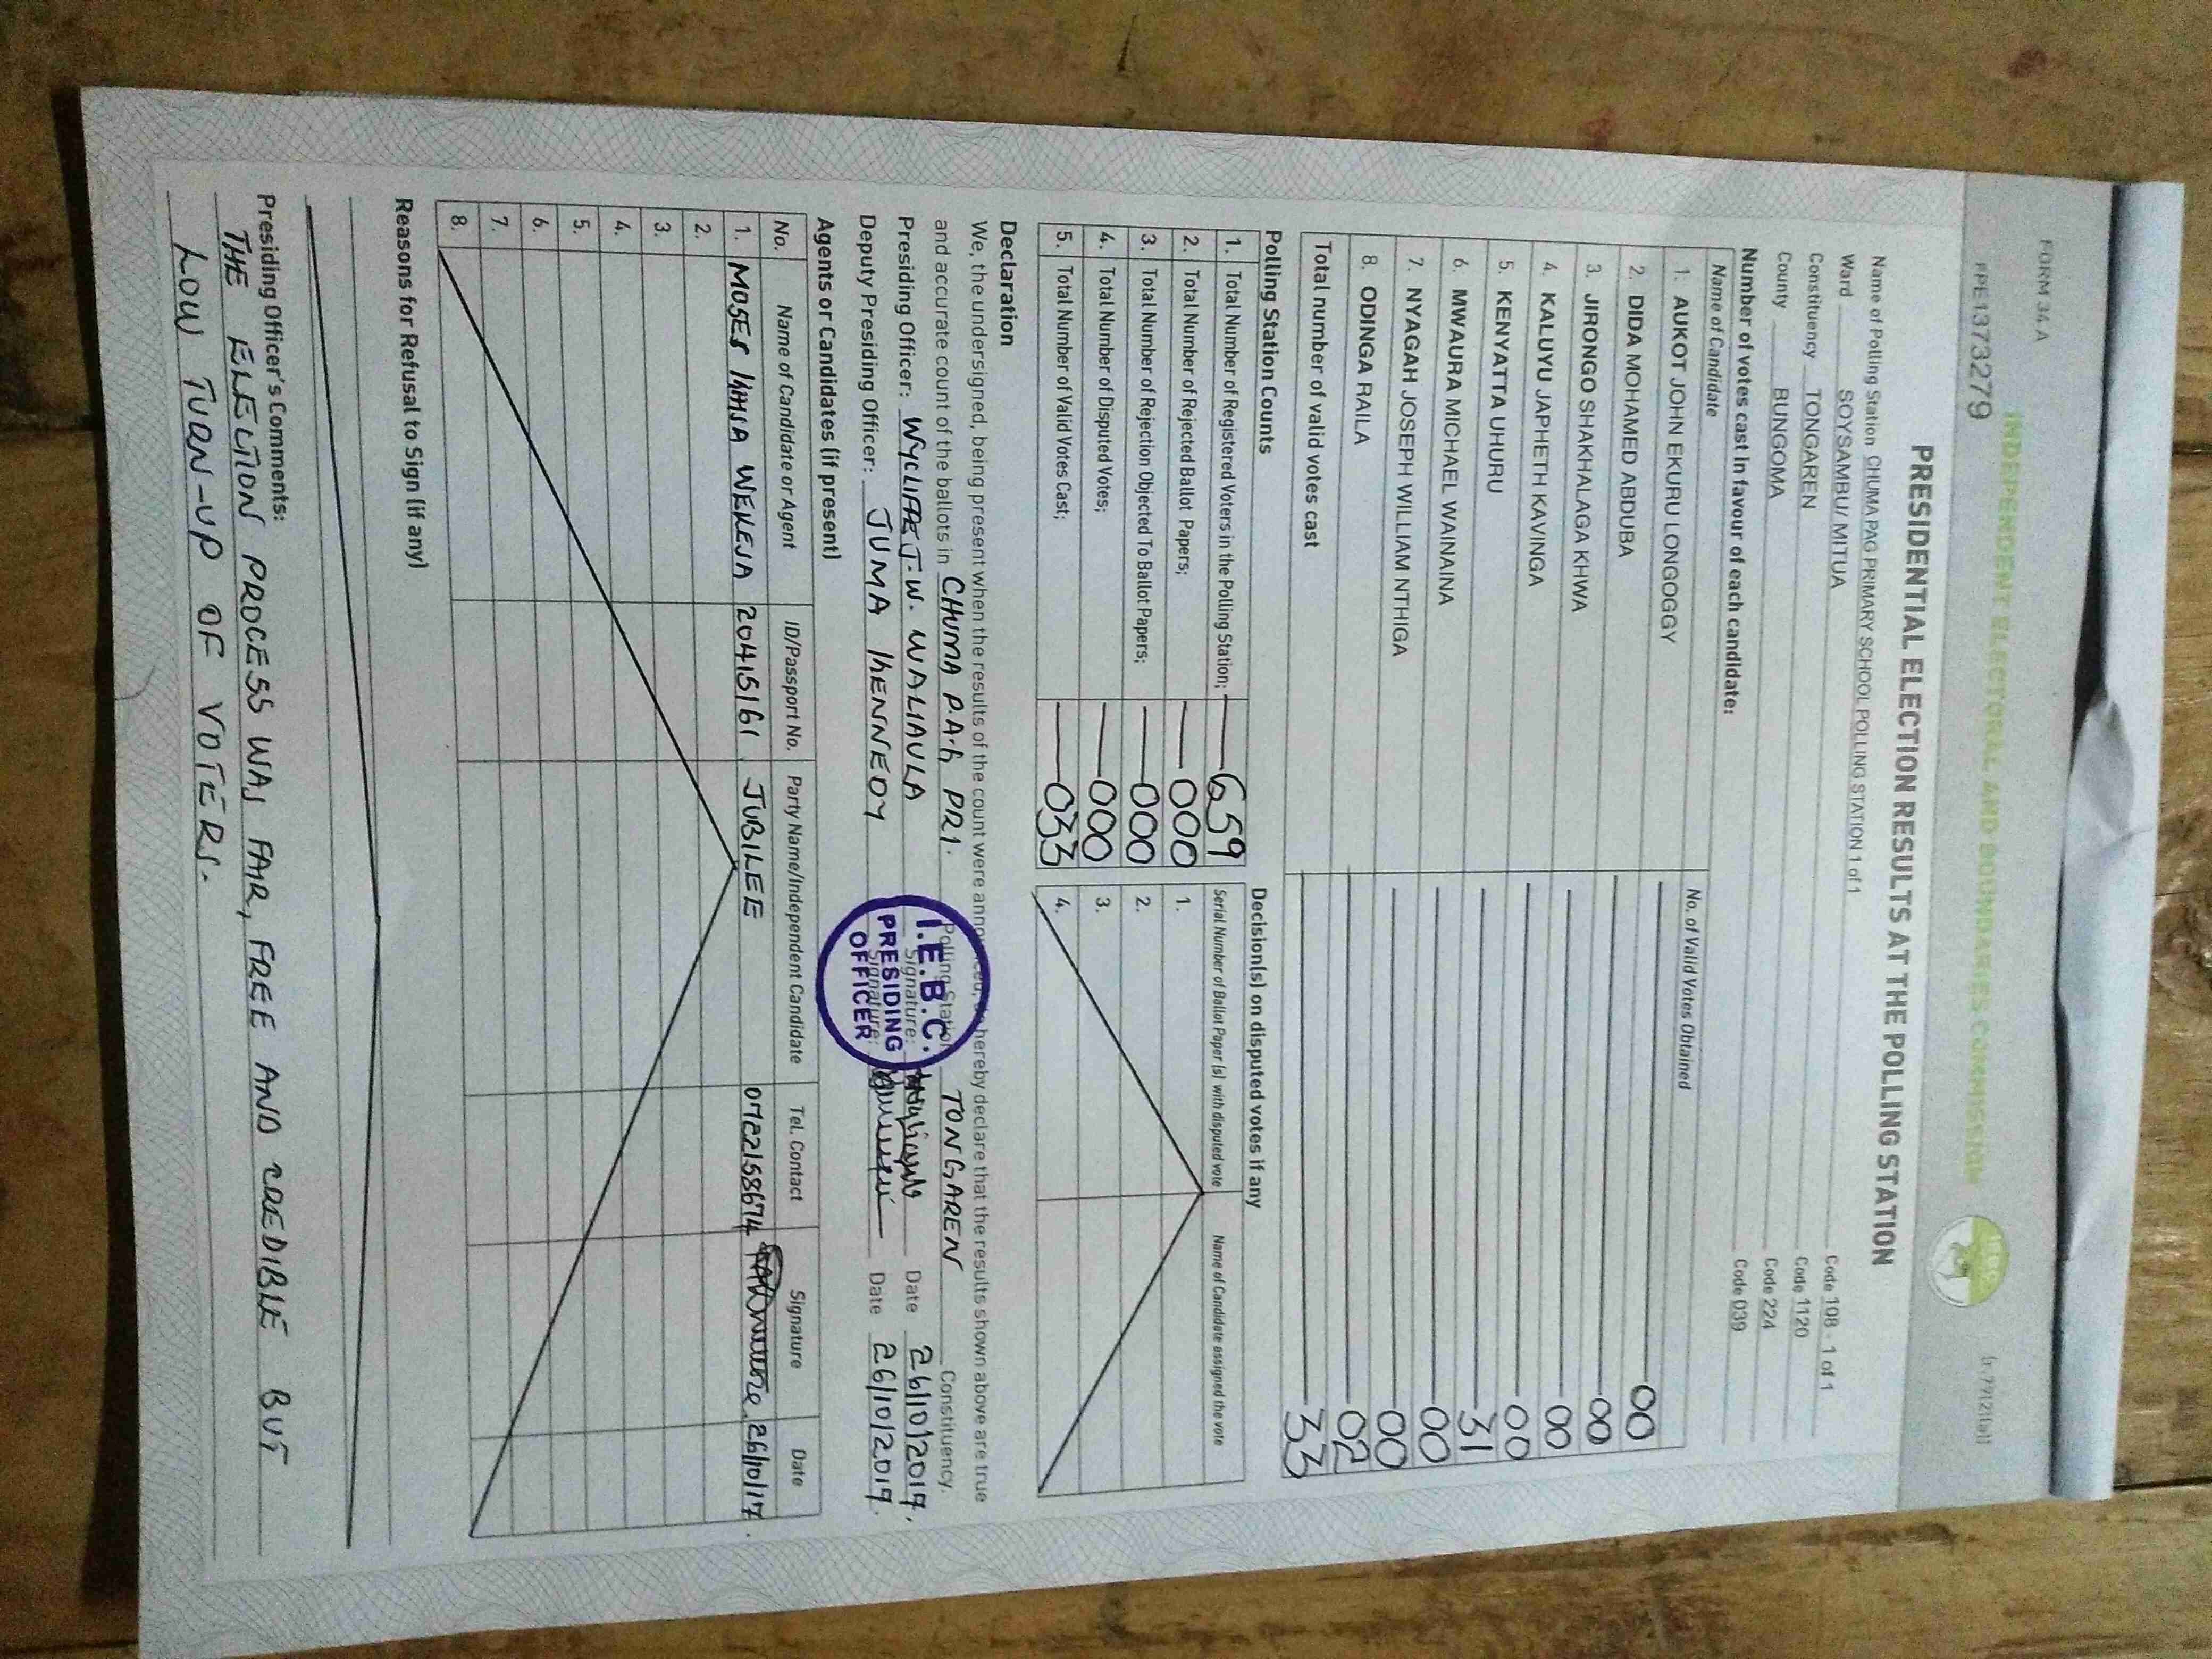 FORM 34 A
INDEPENDENT ELECTORAL AND BOUNDARIES COMMISSION
PPE1373279
PRESIDENTIAL ELECTION RESULTS AT THE POLLING STATION
Name of Polling Station CHUMA PAG PRIMARY SCHOOL POLLING STATION 1 of 1 Code 108 - 1 of 1
Ward SOYSAMBU/ MITUA Code 1120
Constituency TONGAREN Code 224
County BUNGOMA Code 039
Number of votes cast in favour of each candidate:
Name of Candidate No. of Valid Votes Obtained
1. AUKOT JOHN EKURU LONGOGGY 00
2. DIDA MOHAMED ABDUBA 00
3. JIRONGO SHAKHALAGA KHWA 00
4. KALUYU JAPHETH KAVINGA 00
5. KENYATTA UHURU 31
6. MWAURA MICHAEL WAINAINA 00
7. NYAGAH JOSEPH WILLIAM NTHIGA 00
8. ODINGA RAILA 02
Total number of valid votes cast 33
Polling Station Counts
1. Total Number of Registered Voters in the Polling Station; 659
2. Total Number of Rejected Ballot Papers; 000
3. Total Number of Rejection Objected To Ballot Papers; 000
4. Total Number of Disputed Votes; 000
5. Total Number of Valid Votes Cast; 033
Decision(s) on disputed votes if any
Serial Number of Ballot Paper (s) with disputed vote Name of Candidate assigned the vote
1.
2.
3.
4.
Declaration
We, the undersigned, being present when the results of the count were announced, do hereby declare that the results shown above are true
and accurate count of the ballots in CHUMA P.A.G PRI. Polling Station TONGAREN Constituency.
Presiding Officer: WYCLIFFE J.W. WALIAULA Signature: Date 26/10/2017.
Deputy Presiding Officer: JUMA KENNEDY Signature: Date 26/10/2017.
I.E.B.C.
PRESIDING
OFFICER
Agents or Candidates (if present)
No. Name of Candidate or Agent ID/Passport No. Party Name/Independent Candidate Tel. Contact Signature Date
1. MOSES WEKESA 20415161 JUBILEE 0722158674 26/10/17.
2.
3.
4.
5.
6.
7.
8.
Reasons for Refusal to Sign (if any)
Presiding Officer's Comments:
THE ELECTION PROCESS WAS FAIR, FREE AND CREDIBLE BUT
LOW TURN-UP OF VOTERS.